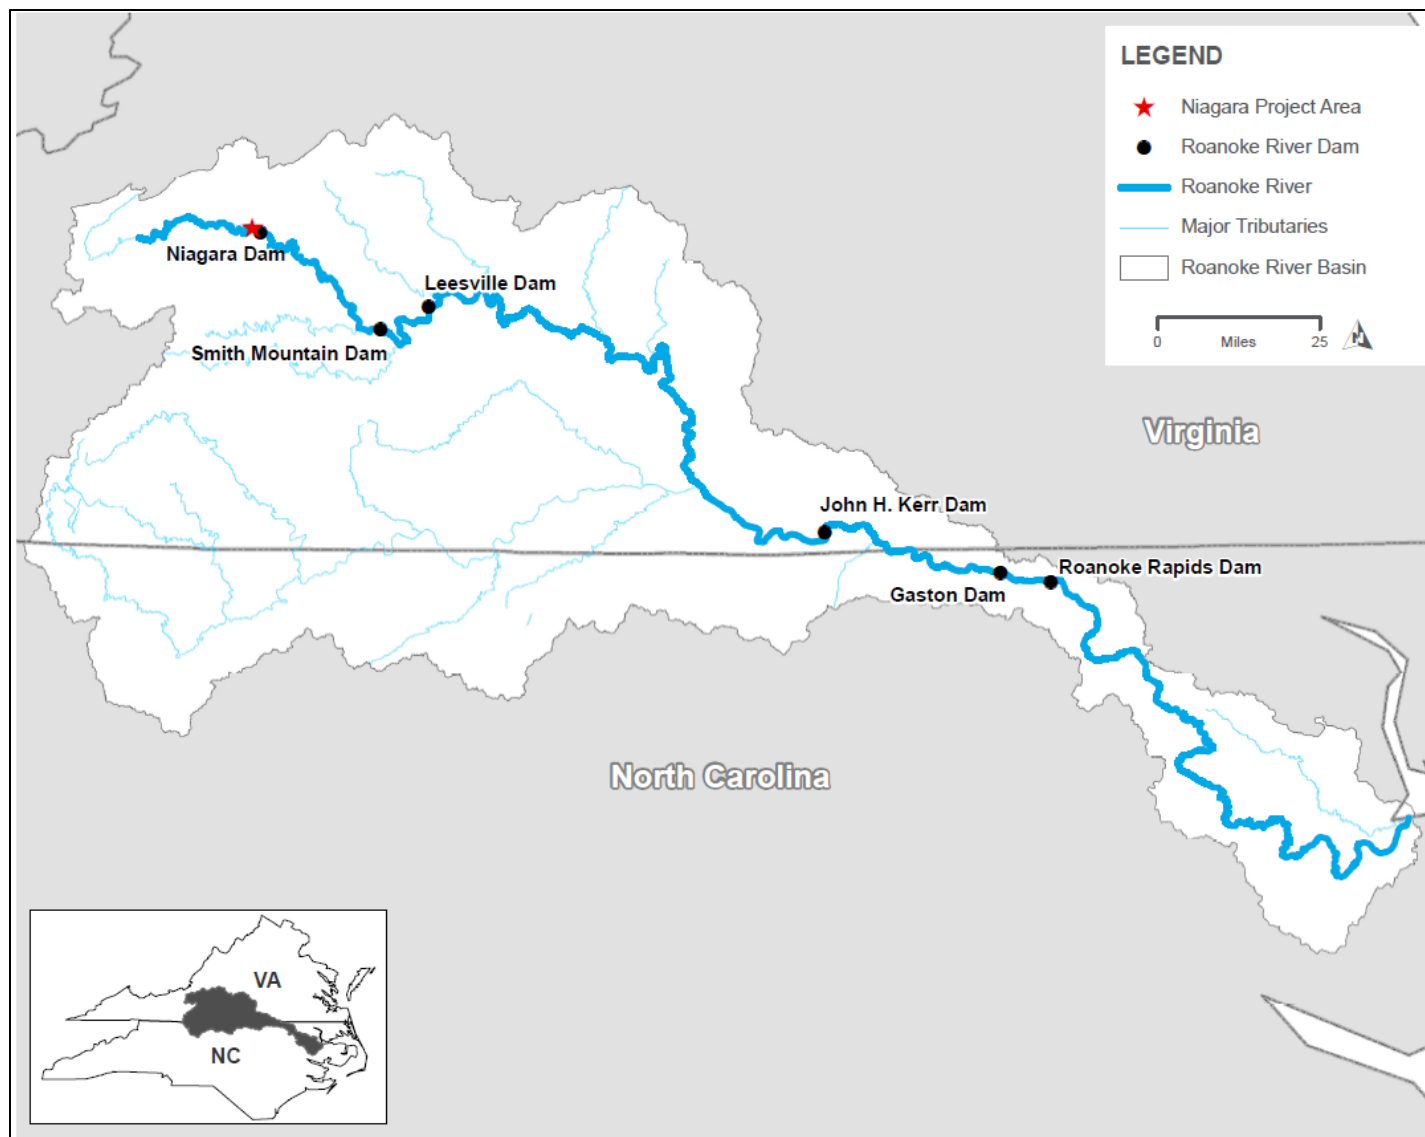 LEGEND
Niagara Project Area
Roanoke River Dam
Roanoke River
Major Tributaries
Roanoke River Basin
0 Miles 25
N
Niagara Dam
Leesville Dam
Smith Mountain Dam
Virginia
John H. Kerr Dam
Roanoke Rapids Dam
Gaston Dam
North Carolina
VA
NC